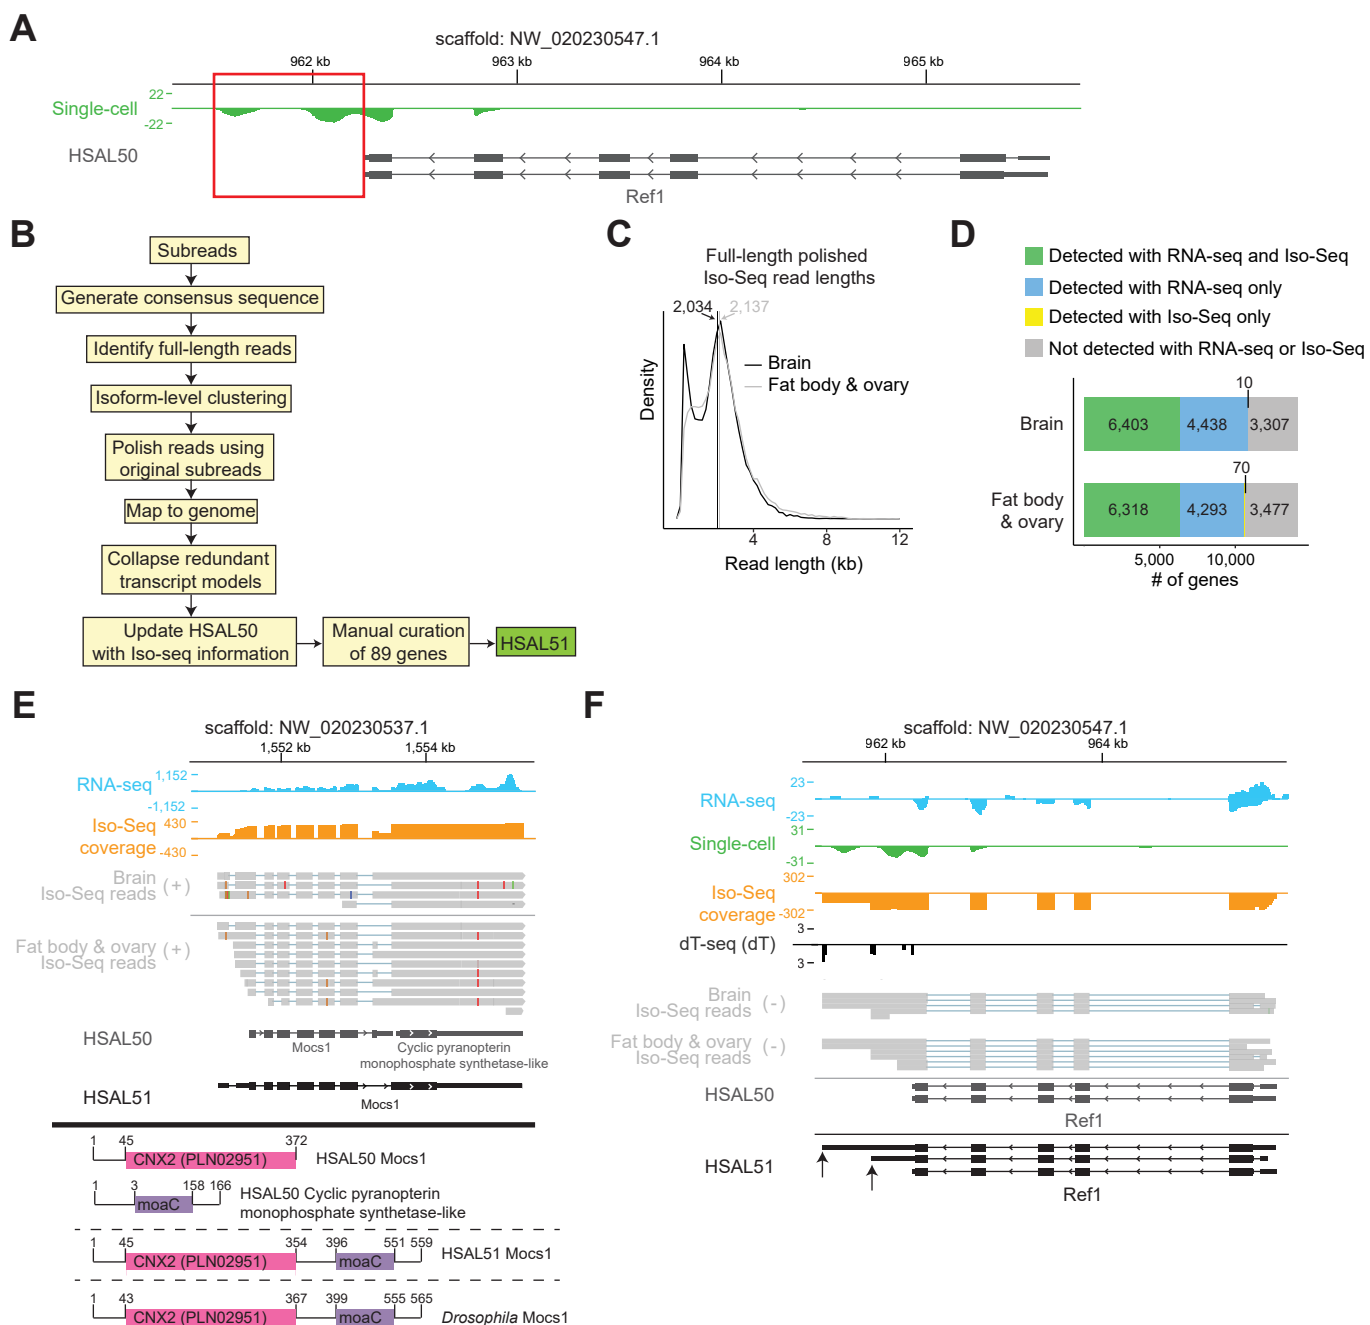 A
scaffold: NW_020230547.1
962 kb
963 kb
964 kb
965 kb
Single-cell
22
-22
HSAL50
Ref1
B
Subreads
Generate consensus sequence
Identify full-length reads
Isoform-level clustering
Polish reads using
original subreads
Map to genome
Collapse redundant
transcript models
Update HSAL50
with Iso-seq information
Manual curation
of 89 genes
HSAL51
C
Full-length polished
Iso-Seq read lengths
2,034
2,137
Brain
Fat body & ovary
Density
4
8
12
Read length (kb)
D
Detected with RNA-seq and Iso-Seq
Detected with RNA-seq only
Detected with Iso-Seq only
Not detected with RNA-seq or Iso-Seq
10
Brain
6,403
4,438
3,307
70
Fat body
& ovary
6,318
4,293
3,477
5,000
10,000
# of genes
E
scaffold: NW_020230537.1
1,552 kb
1,554 kb
RNA-seq
1,152
-1,152
Iso-Seq
coverage
430
-430
Brain
Iso-Seq reads
(+)
Fat body & ovary
Iso-Seq reads
(+)
HSAL50
Mocs1
Cyclic pyranopterin
monophosphate synthetase-like
HSAL51
Mocs1
1
45
372
CNX2 (PLN02951)
HSAL50 Mocs1
1
3
158
166
moaC
HSAL50 Cyclic pyranopterin
monophosphate synthetase-like
1
45
354
396
551
559
CNX2 (PLN02951)
moaC
HSAL51 Mocs1
1
43
367
399
555
565
CNX2 (PLN02951)
moaC
Drosophila Mocs1
F
scaffold: NW_020230547.1
962 kb
964 kb
RNA-seq
23
-23
Single-cell
31
-31
Iso-Seq
coverage
302
-302
dT-seq (dT)
3
3
Brain
Iso-Seq reads
(-)
Fat body & ovary
Iso-Seq reads
(-)
HSAL50
Ref1
HSAL51
Ref1